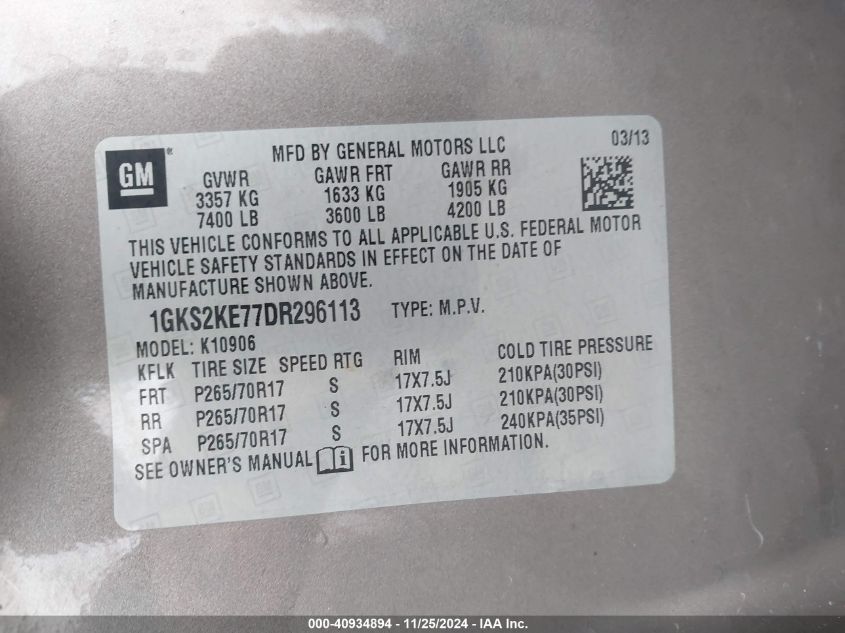 GM ®
MFD BY GENERAL MOTORS LLC
03/13
GVWR GAWR FRT GAWR RR
3357 KG 1633 KG 1905 KG
7400 LB 3600 LB 4200 LB
THIS VEHICLE CONFORMS TO ALL APPLICABLE U.S. FEDERAL MOTOR
VEHICLE SAFETY STANDARDS IN EFFECT ON THE DATE OF
MANUFACTURE SHOWN ABOVE.
1GKS2KE77DR296113 TYPE: M.P.V.
MODEL: K10906
KFLK TIRE SIZE SPEED RTG RIM COLD TIRE PRESSURE
FRT P265/70R17 S 17X7.5J 210KPA(30PSI)
RR P265/70R17 S 17X7.5J 210KPA(30PSI)
SPA P265/70R17 S 17X7.5J 240KPA(35PSI)
SEE OWNER'S MANUAL i FOR MORE INFORMATION.
000-40934894 - 11/25/2024 - IAA Inc.